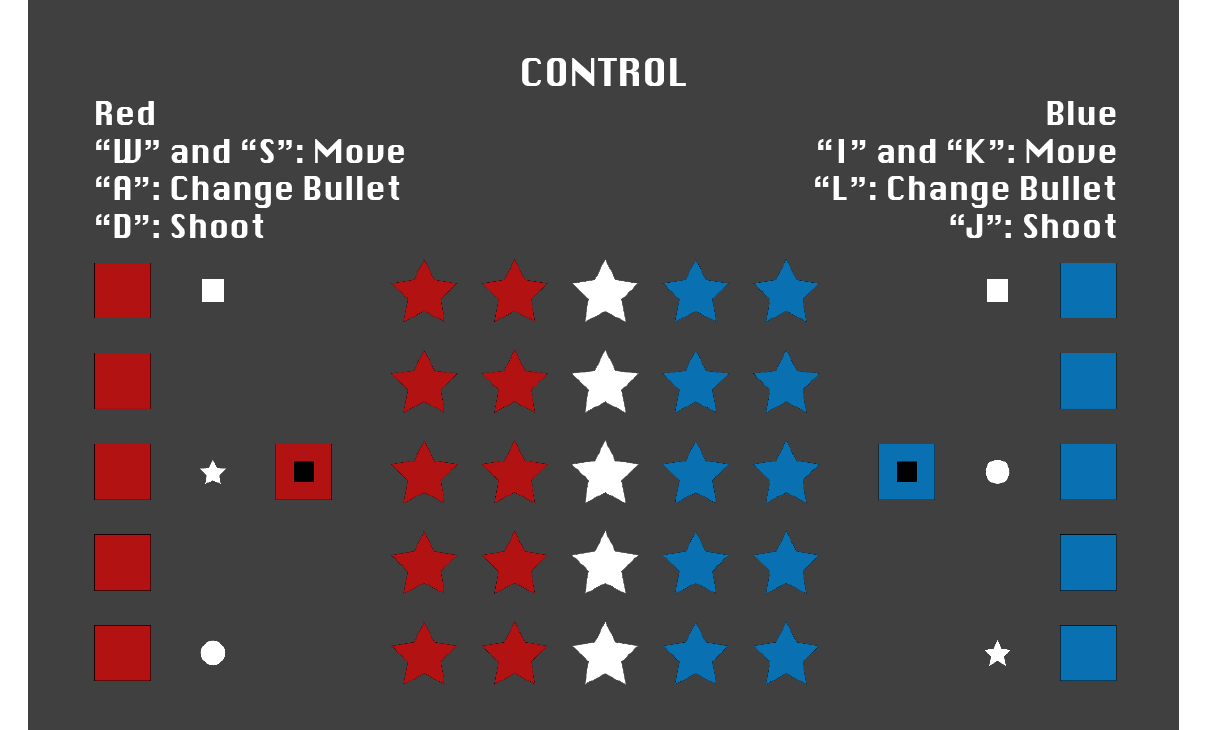 CONTROL
Red
“W” and “S”: Move
“A”: Change Bullet
“D”: Shoot
Blue
“I” and “K”: Move
“L”: Change Bullet
“J”: Shoot